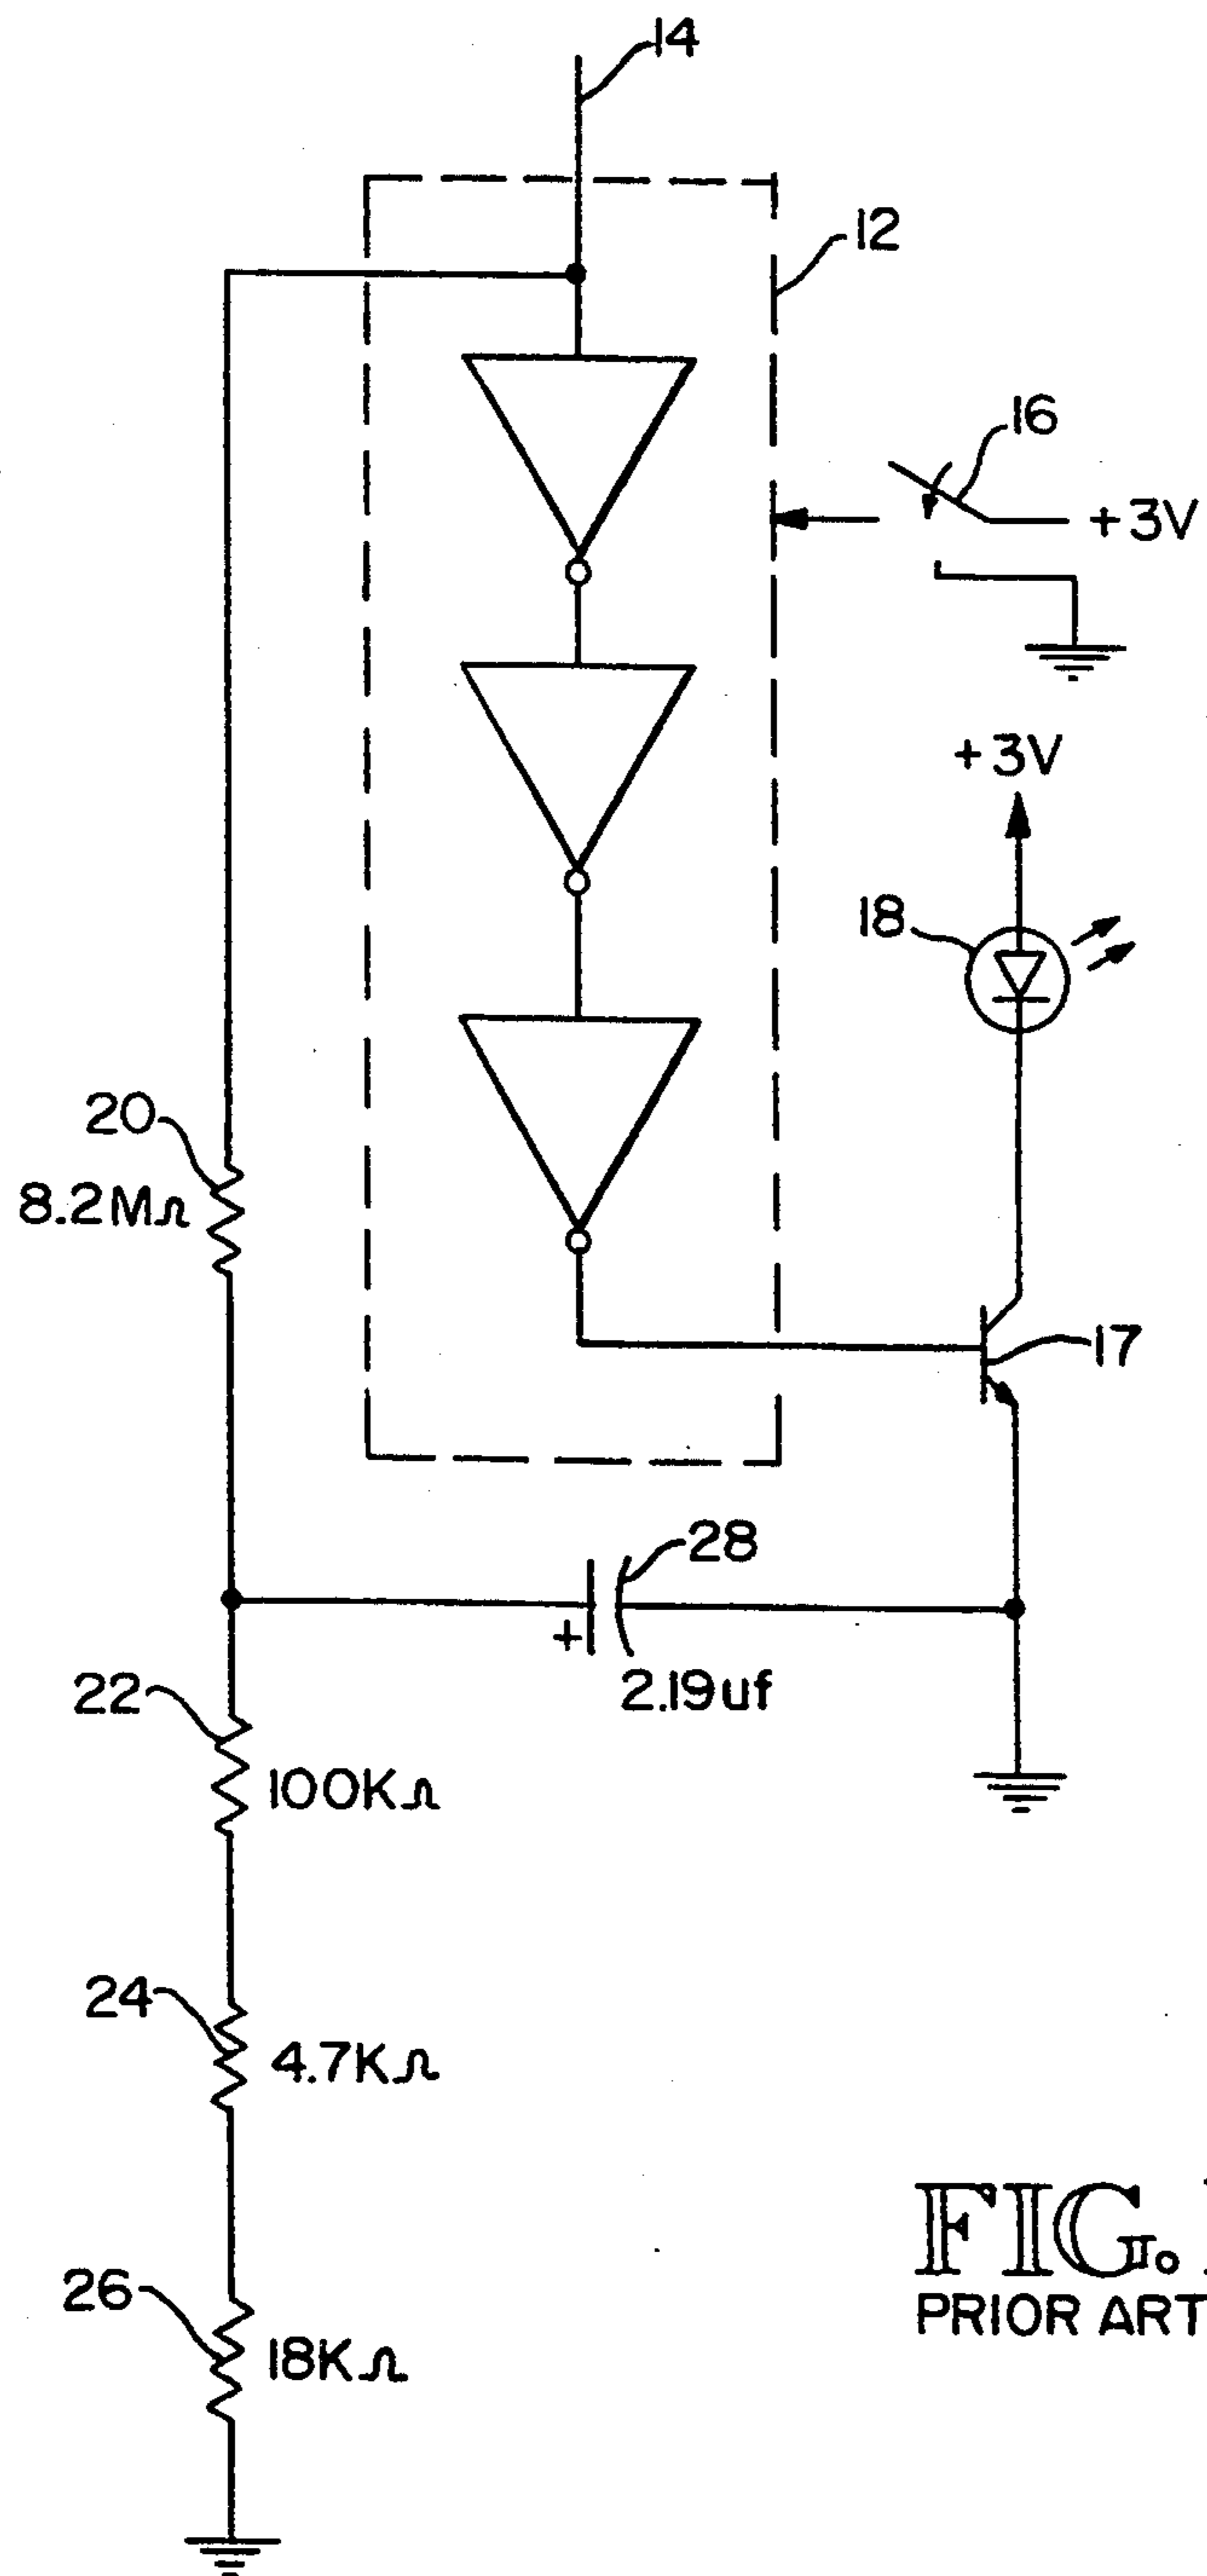 14
12
16
+3V
+3V
18
20
8.2MΩ
17
28
+
2.19uf
22
100KΩ
24
4.7KΩ
26
18KΩ
FIG.
PRIOR ART